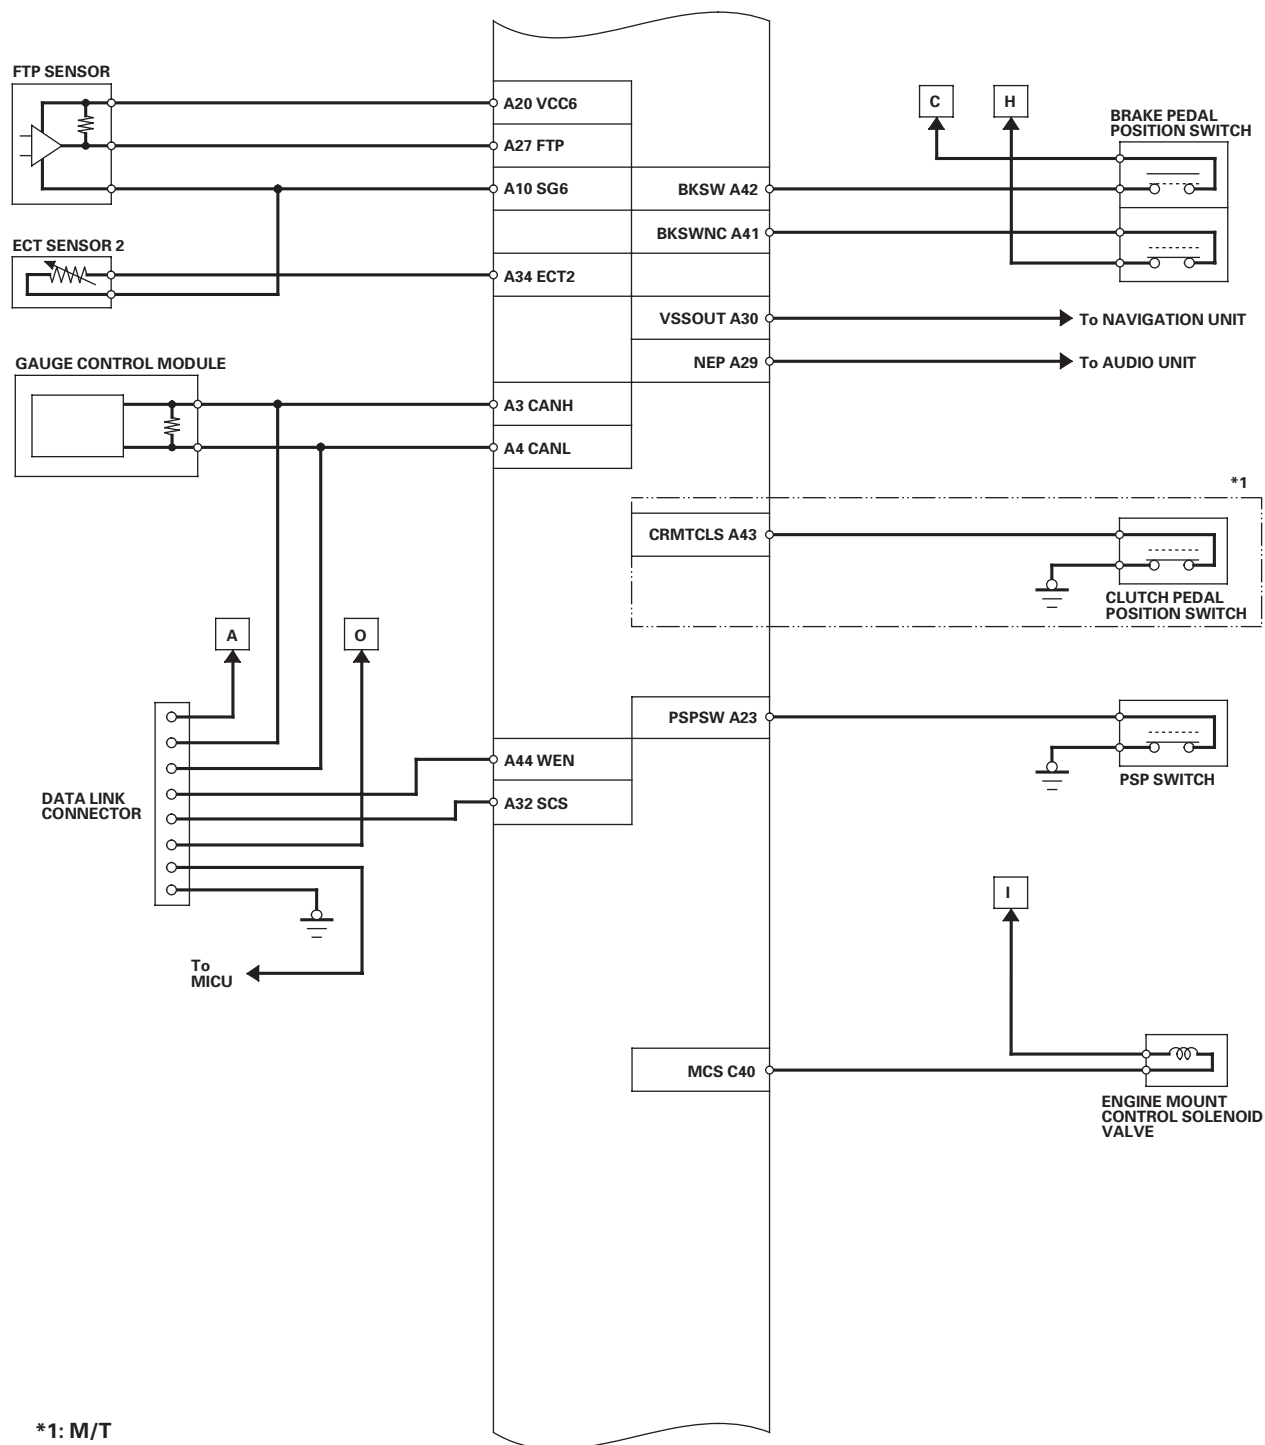 FTP SENSOR
A20 VCC6
A27 FTP
A10 SG6
ECT SENSOR 2
A34 ECT2
GAUGE CONTROL MODULE
A3 CANH
A4 CANL
A
O
DATA LINK
CONNECTOR
A44 WEN
A32 SCS
To
MICU
C
H
BRAKE PEDAL
POSITION SWITCH
BKSW A42
BKSWNC A41
VSSOUT A30
To NAVIGATION UNIT
NEP A29
To AUDIO UNIT
*1
CRMTCLS A43
CLUTCH PEDAL
POSITION SWITCH
PSPSW A23
PSP SWITCH
I
MCS C40
ENGINE MOUNT
CONTROL SOLENOID
VALVE
*1: M/T